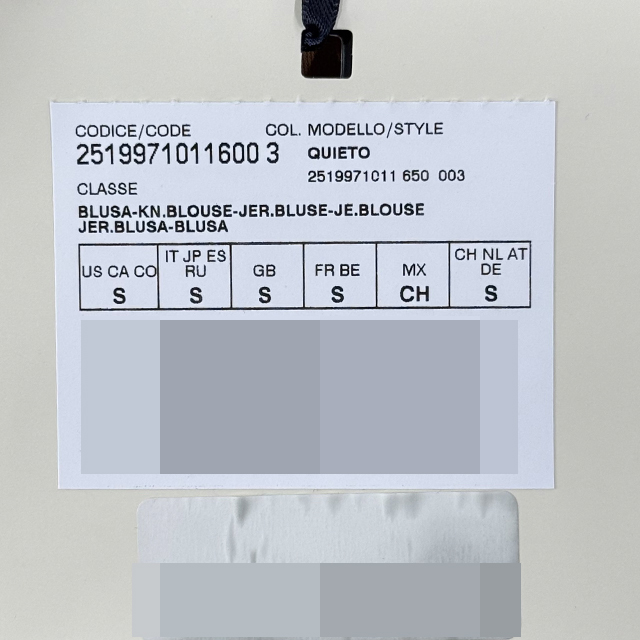 CODICE/CODE COL. MODELLO/STYLE
2519971011600 3 QUIETO
2519971011 650 003
CLASSE
BLUSA-KN.BLOUSE-JER.BLUSE-JE.BLOUSE
JER.BLUSA-BLUSA
US CA CO IT JP ES RU GB FR BE MX CH NL AT DE
S S S S CH S